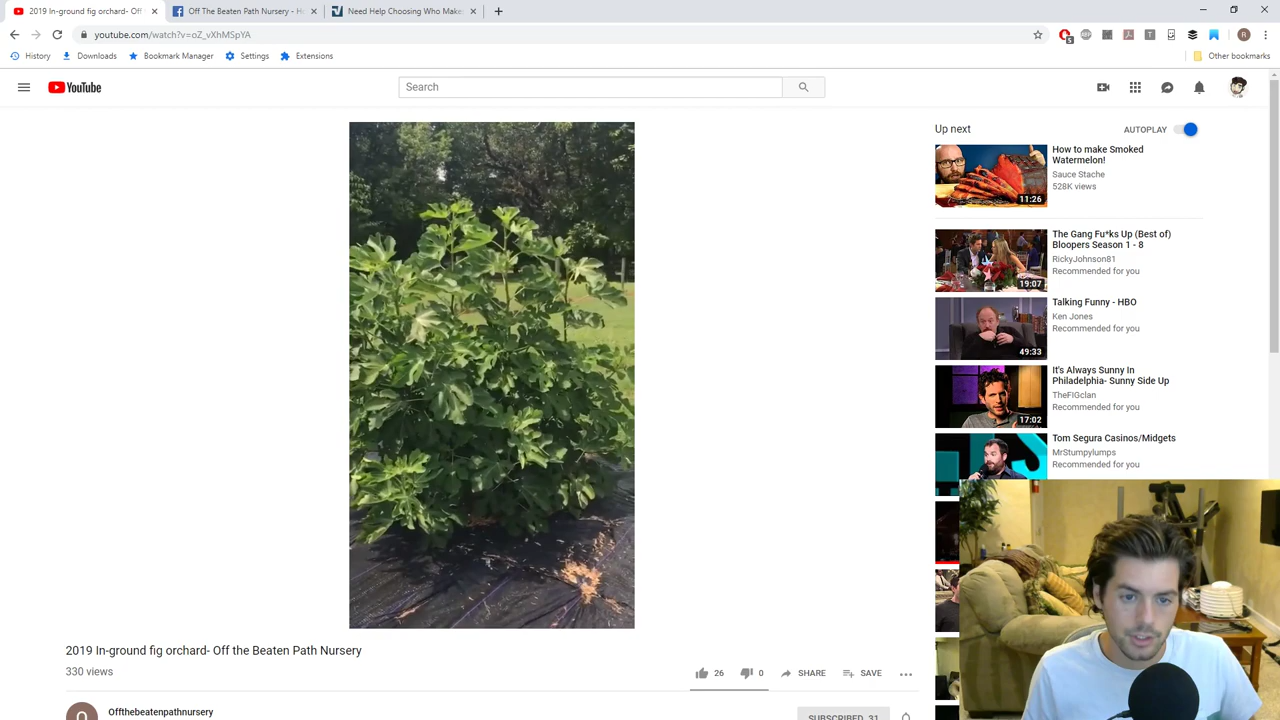 2019 In-ground fig orchard- Off
Off The Beaten Path Nursery - H
Need Help Choosing Who Make
youtube.com/watch?v=oZ_vXhMSpYA
5
R
History
Downloads
Bookmark Manager
Settings
Extensions
Other bookmarks
YouTube
Search
Up next
AUTOPLAY
How to make Smoked
Watermelon!
Sauce Stache
528K views
11:26
The Gang Fu*ks Up (Best of)
Bloopers Season 1 - 8
RickyJohnson81
Recommended for you
19:07
Talking Funny - HBO
Ken Jones
Recommended for you
49:33
It's Always Sunny In
Philadelphia- Sunny Side Up
TheFIGclan
Recommended for you
17:02
Tom Segura Casinos/Midgets
MrStumpylumps
Recommended for you
2019 In-ground fig orchard- Off the Beaten Path Nursery
330 views
26
0
SHARE
SAVE
Offthebeatenpathnursery
SUBSCRIBED 31